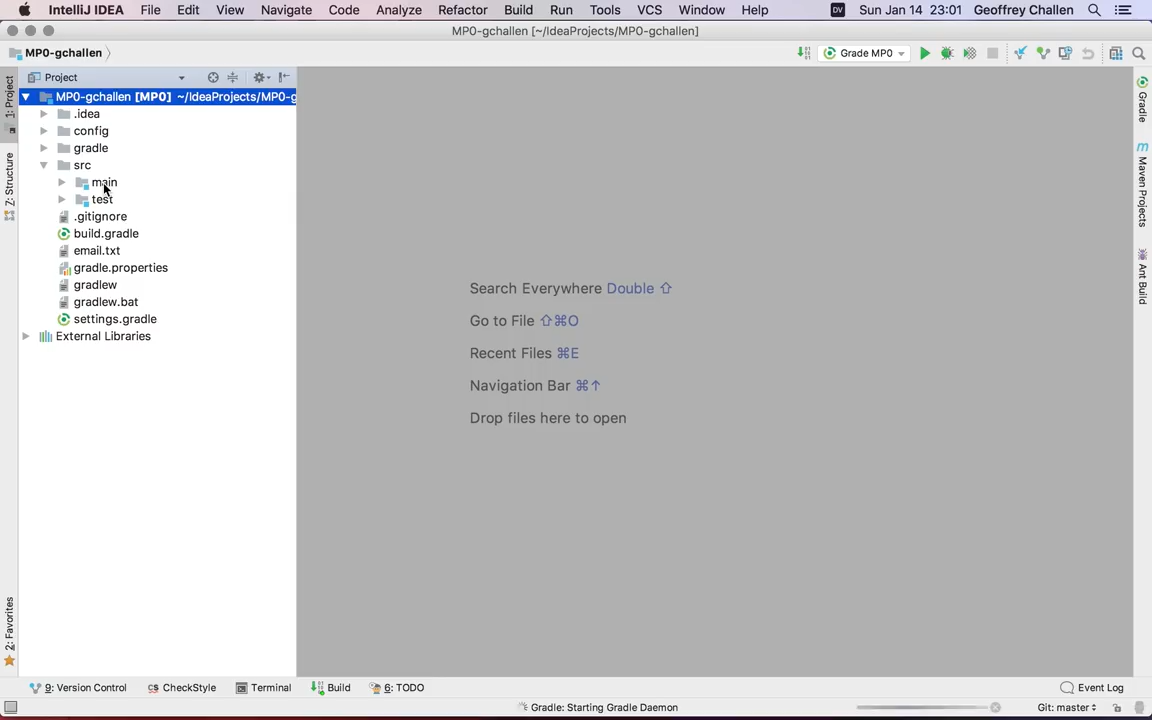 IntelliJ IDEA File Edit View Navigate Code Analyze Refactor Build Run Tools VCS Window Help DV Sun Jan 14 23:01 Geoffrey Challen
MP0-gchallen [~/IdeaProjects/MP0-gchallen]
MP0-gchallen Grade MP0
1: Project
Project
MP0-gchallen [MP0] ~/IdeaProjects/MP0-g
.idea
config
gradle
src
main
test
.gitignore
build.gradle
email.txt
gradle.properties
gradlew
gradlew.bat
settings.gradle
External Libraries
7: Structure
2: Favorites
Search Everywhere Double ⇧
Go to File ⇧⌘O
Recent Files ⌘E
Navigation Bar ⌘↑
Drop files here to open
Gradle
Maven Projects
Ant Build
9: Version Control CheckStyle Terminal Build 6: TODO Event Log
Gradle: Starting Gradle Daemon Git: master